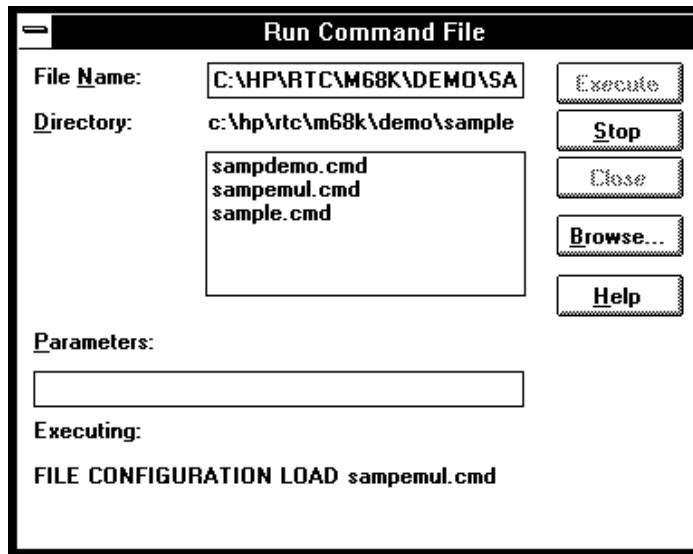 Run Command File
File Name: C:\HP\RTC\M68K\DEMO\SA Execute
Directory: c:\hp\rtc\m68k\demo\sample Stop
sampdemo.cmd
sampemul.cmd Close
sample.cmd
Browse...
Help
Parameters:
Executing:
FILE CONFIGURATION LOAD sampemul.cmd